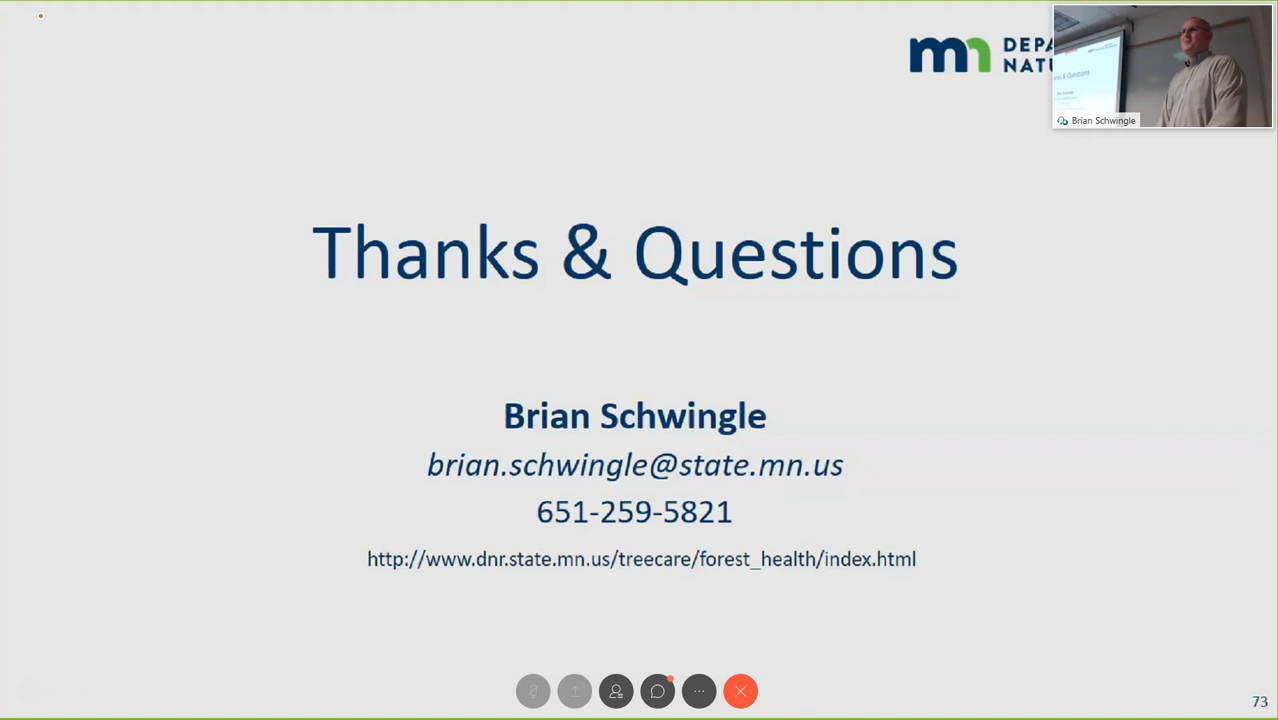 mn DEPA
NATU
Brian Schwingle
Thanks & Questions
Brian Schwingle
brian.schwingle@state.mn.us
651-259-5821
http://www.dnr.state.mn.us/treecare/forest_health/index.html
73